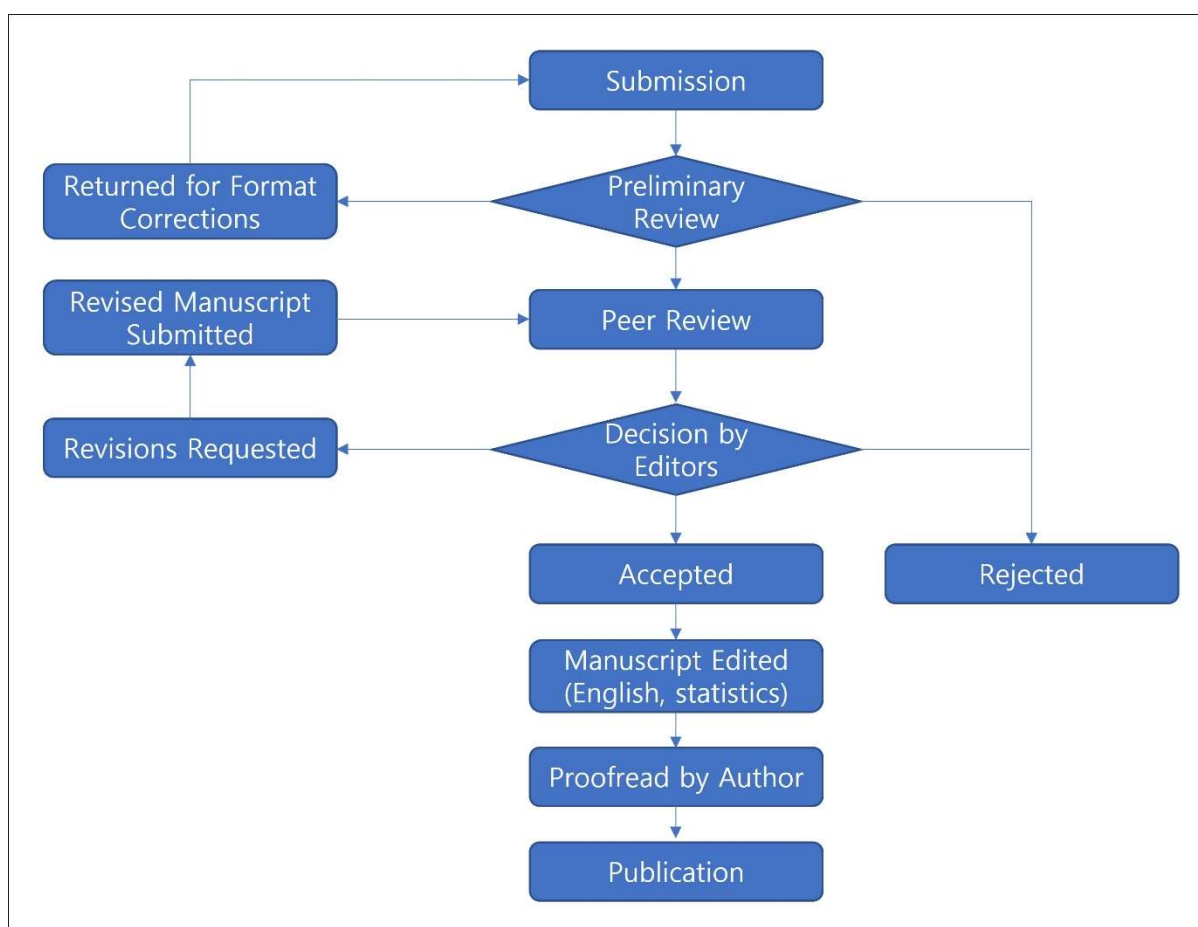 Submission
Preliminary
Review
Returned for Format
Corrections
Revised Manuscript
Submitted
Peer Review
Decision by
Editors
Revisions Requested
Accepted
Rejected
Manuscript Edited
(English, statistics)
Proofread by Author
Publication